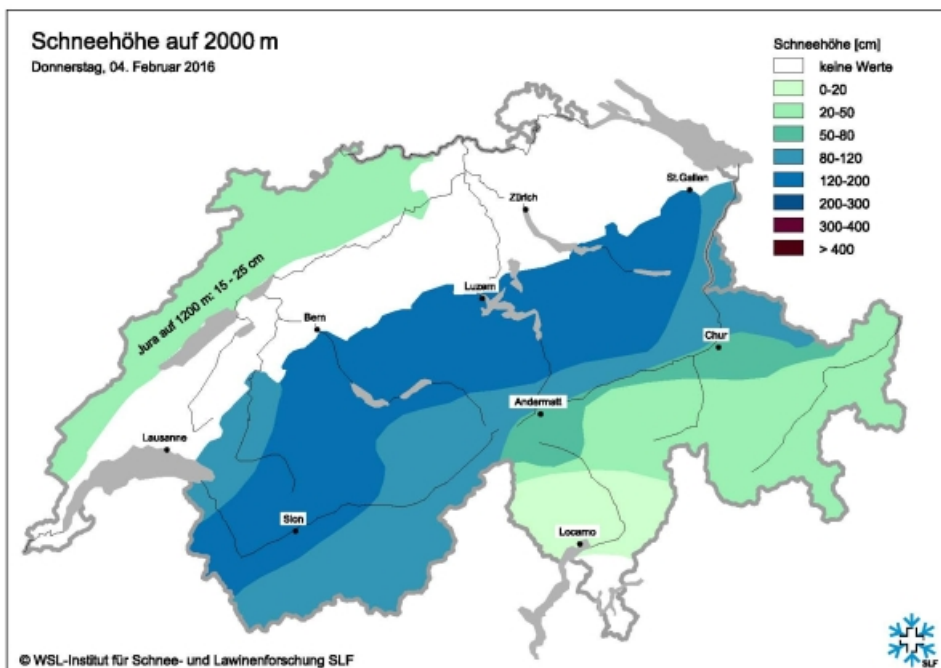 Schneehöhe auf 2000 m
Donnerstag, 04. Februar 2016
Schneehöhe [cm]
keine Werte
0-20
20-50
50-80
80-120
120-200
200-300
300-400
> 400
St.Gallen
Zürich
Jura auf 1200 m: 15 - 25 cm
Luzern
Bern
Chur
Andermatt
Lausanne
Sion
Locarno
© WSL-Institut für Schnee- und Lawinenforschung SLF
SLF